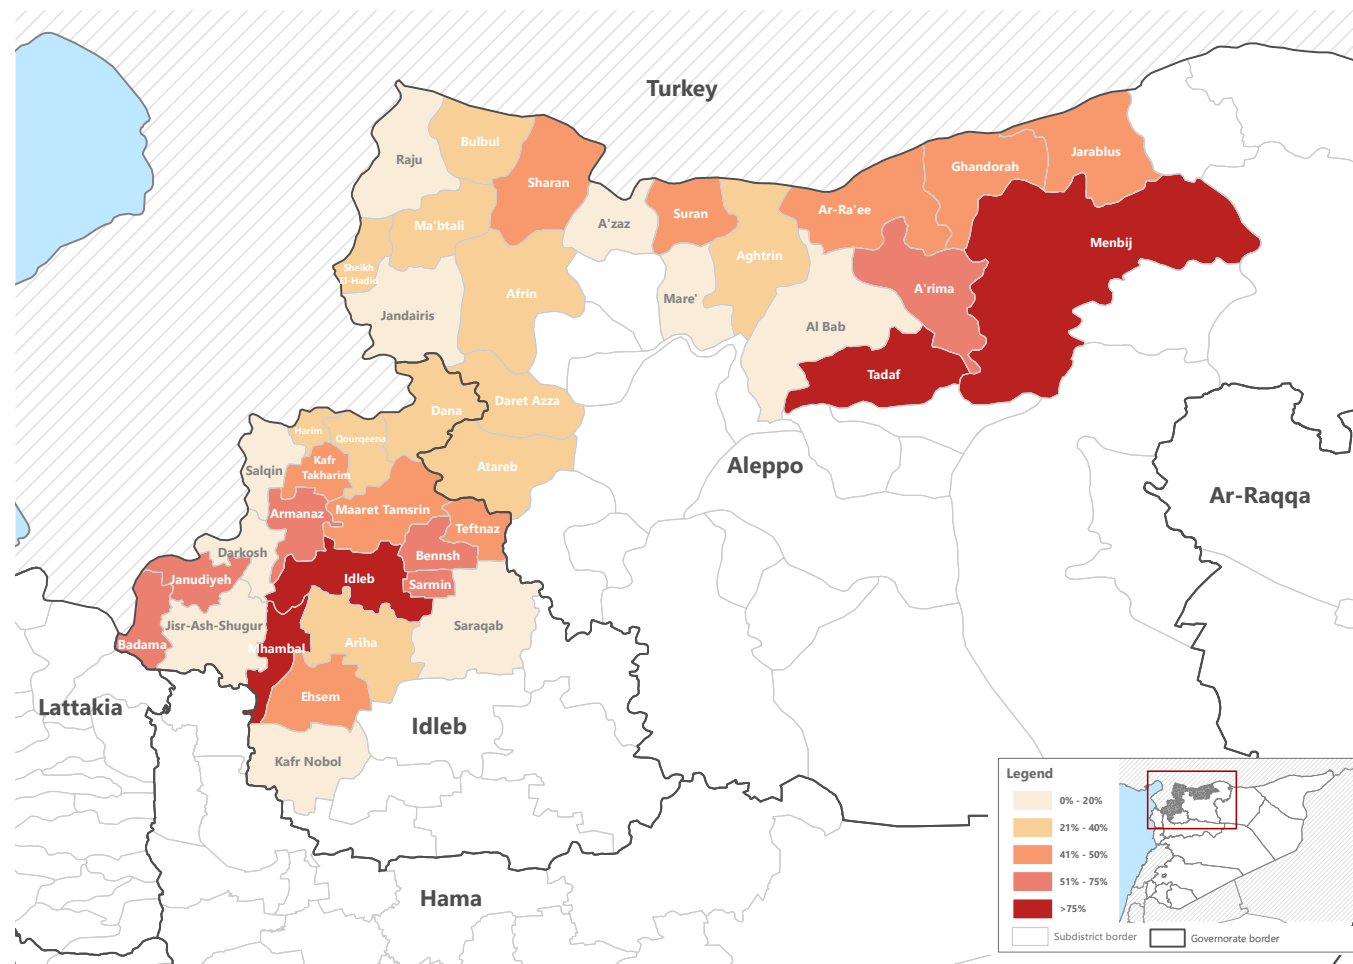 Turkey
Bulbul
Raju
Sharan
Jarablus
Ghandorah
Ma'btali
A'zaz
Suran
Ar-Ra'ee
Menbij
Aghtrin
Sheikh
El-Hadid
Afrin
A'rima
Mare'
Jandairis
Al Bab
Tadaf
Dana
Daret Azza
Harim
Qourqeena
Kafr
Takharim
Salqin
Atareb
Aleppo
Ar-Raqqa
Armanaz
Maaret Tamsrin
Teftnaz
Darkosh
Bennsh
Janudiyeh
Idleb
Sarmin
Jisr-Ash-Shugur
Saraqab
Badama
Mhambal
Ariha
Ehsem
Lattakia
Idleb
Kafr Nobol
Hama
Legend
0% - 20%
21% - 40%
41% - 50%
51% - 75%
>75%
Subdistrict border
Governorate border